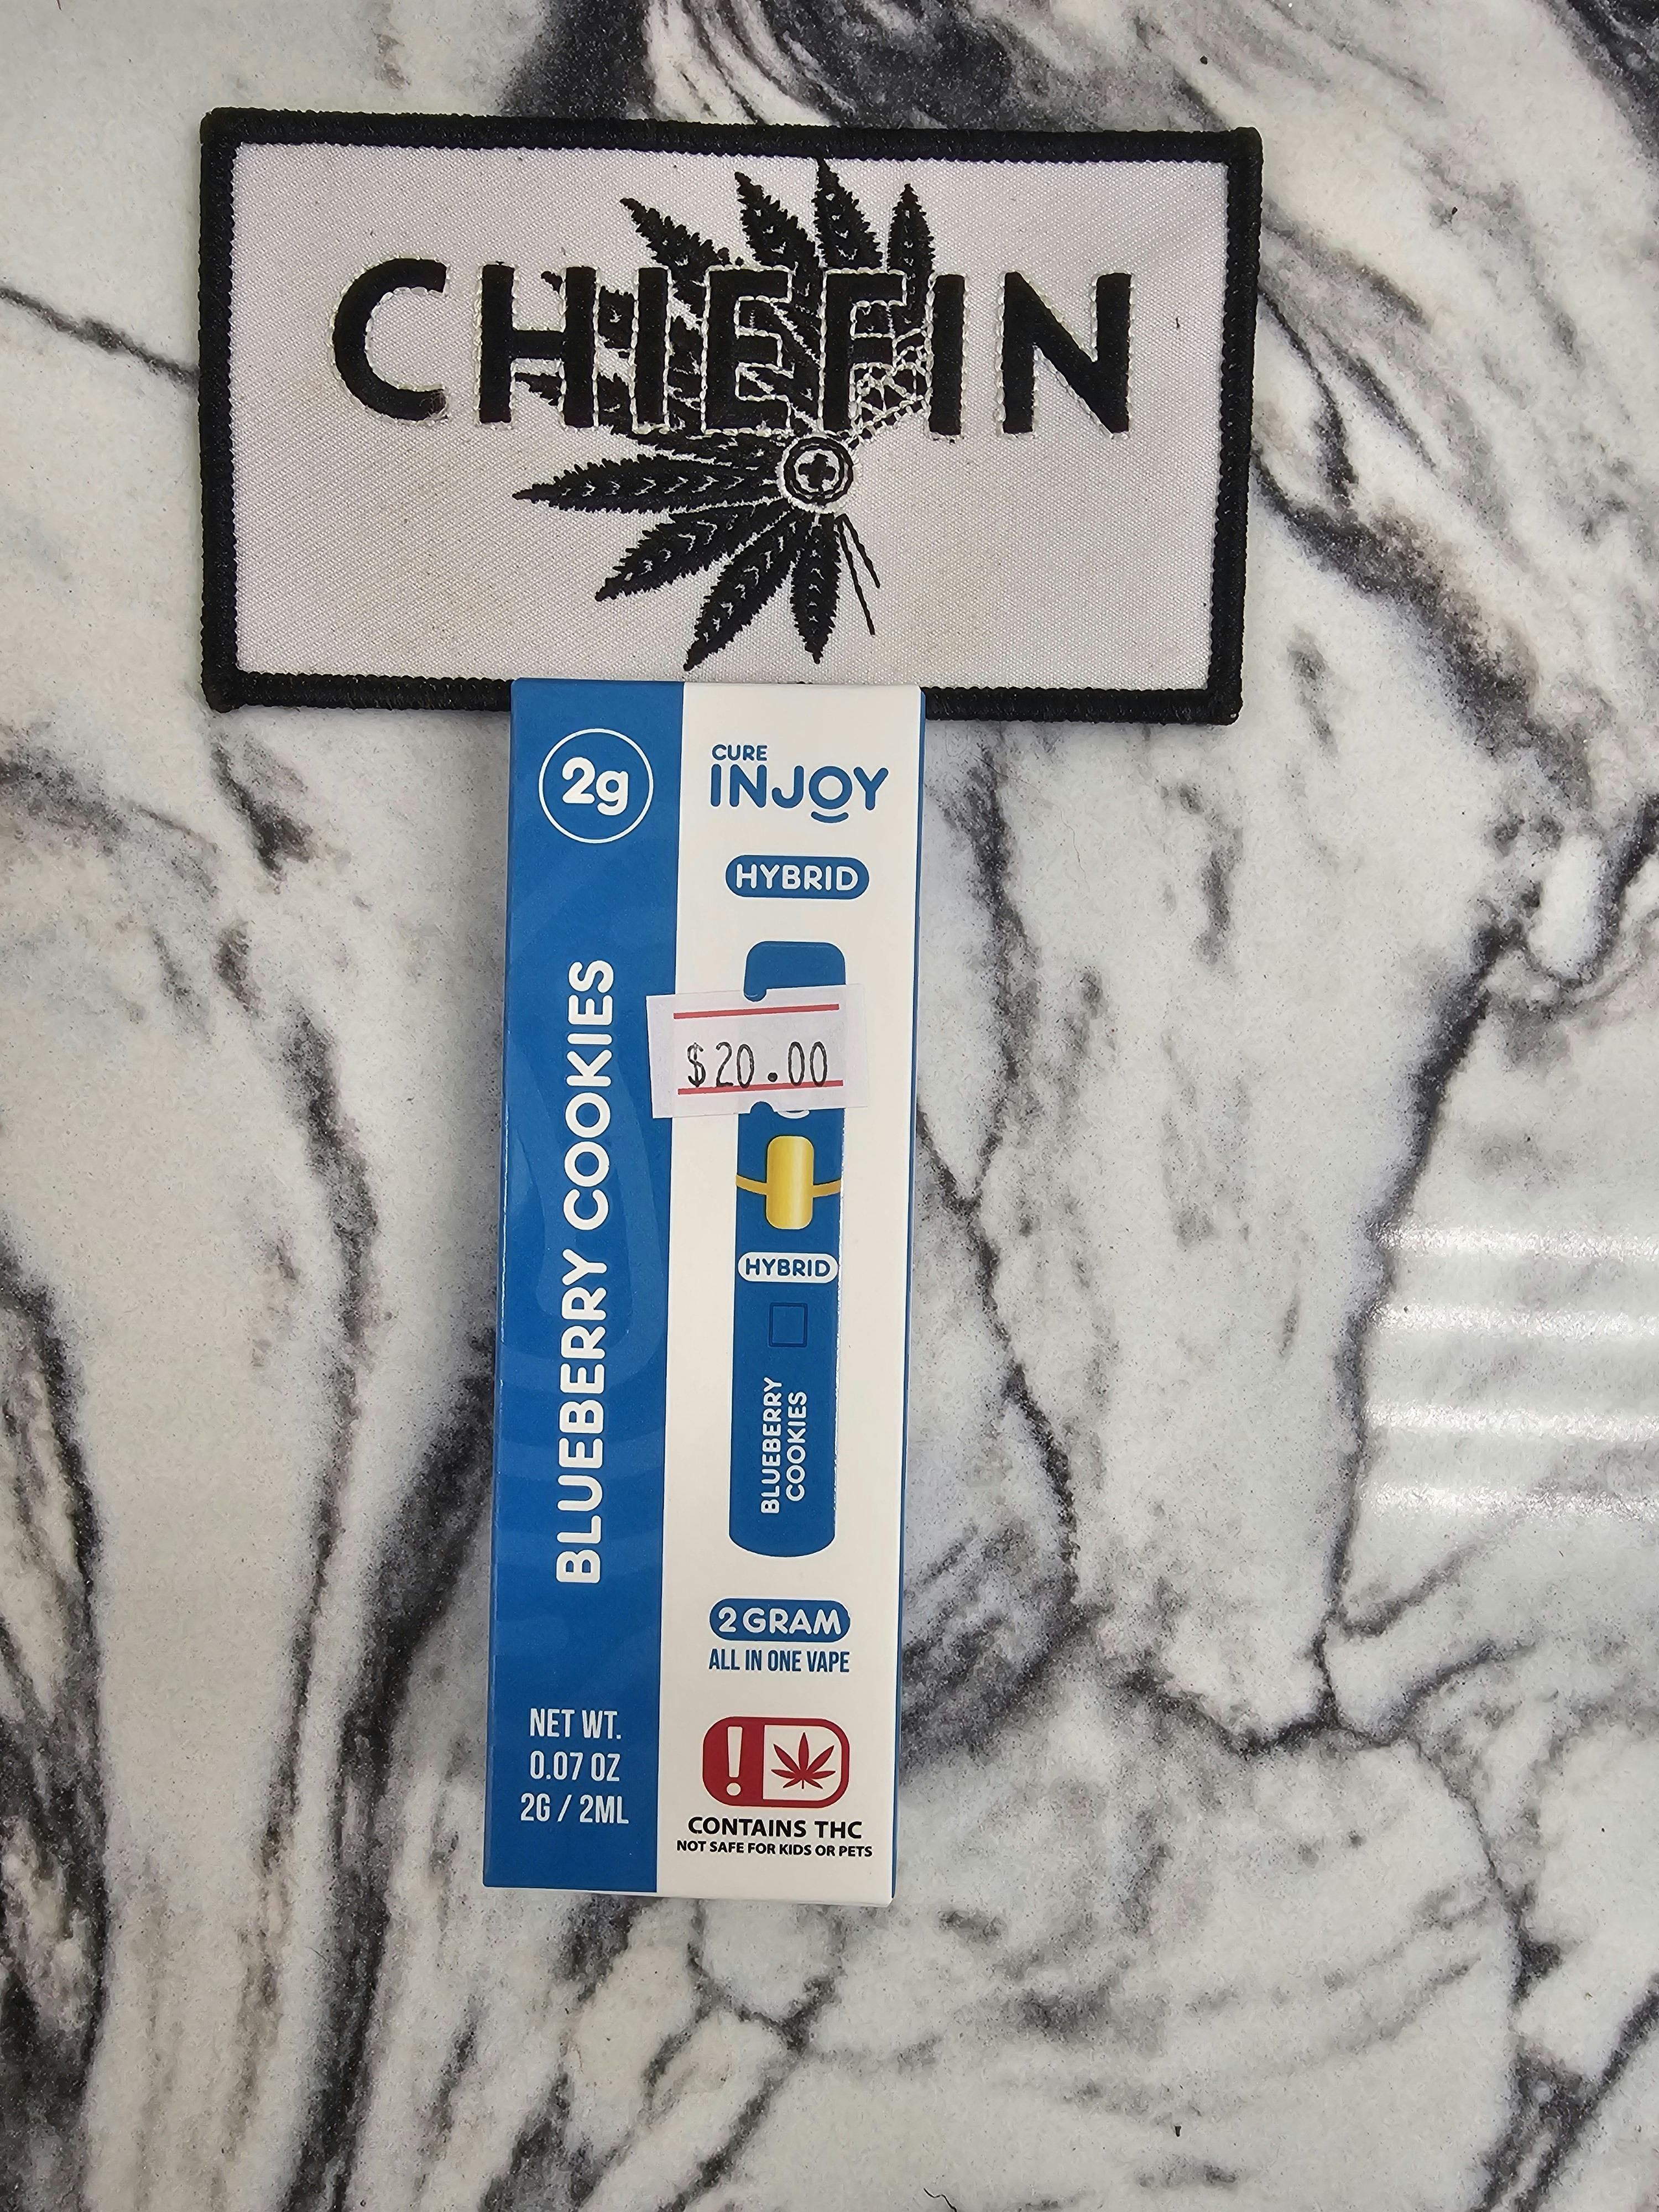 CHIEFIN
2g
BLUEBERRY COOKIES
NET WT.
0.07 OZ
2G / 2ML
CURE
INJOY
HYBRID
$20.00
HYBRID
BLUEBERRY
COOKIES
2 GRAM
ALL IN ONE VAPE
!
CONTAINS THC
NOT SAFE FOR KIDS OR PETS